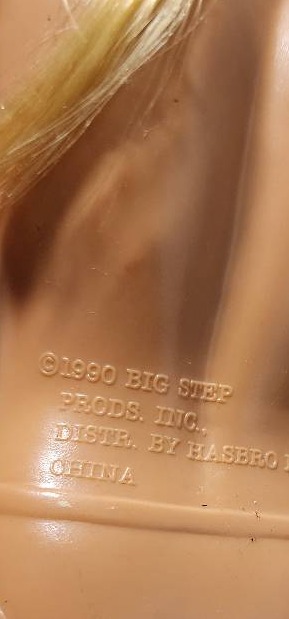 ©1990 BIG STEP
PRODS. INC.,
DISTR. BY HASBRO
CHINA